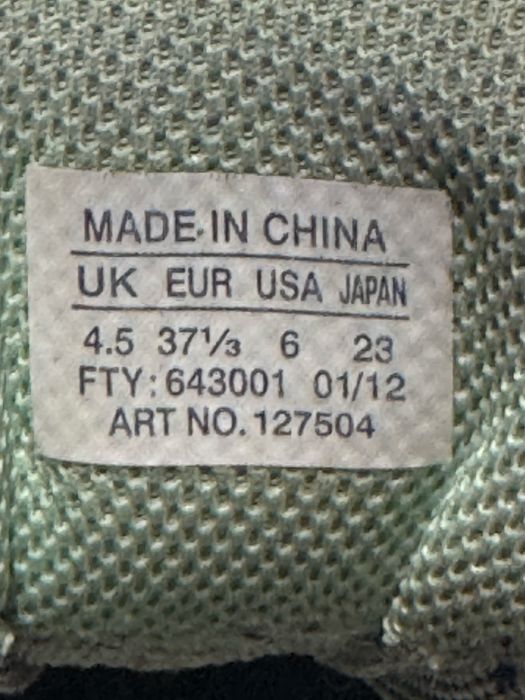 MADE IN CHINA
UK EUR USA JAPAN
4.5 37⅓ 6 23
FTY: 643001 01/12
ART NO. 127504